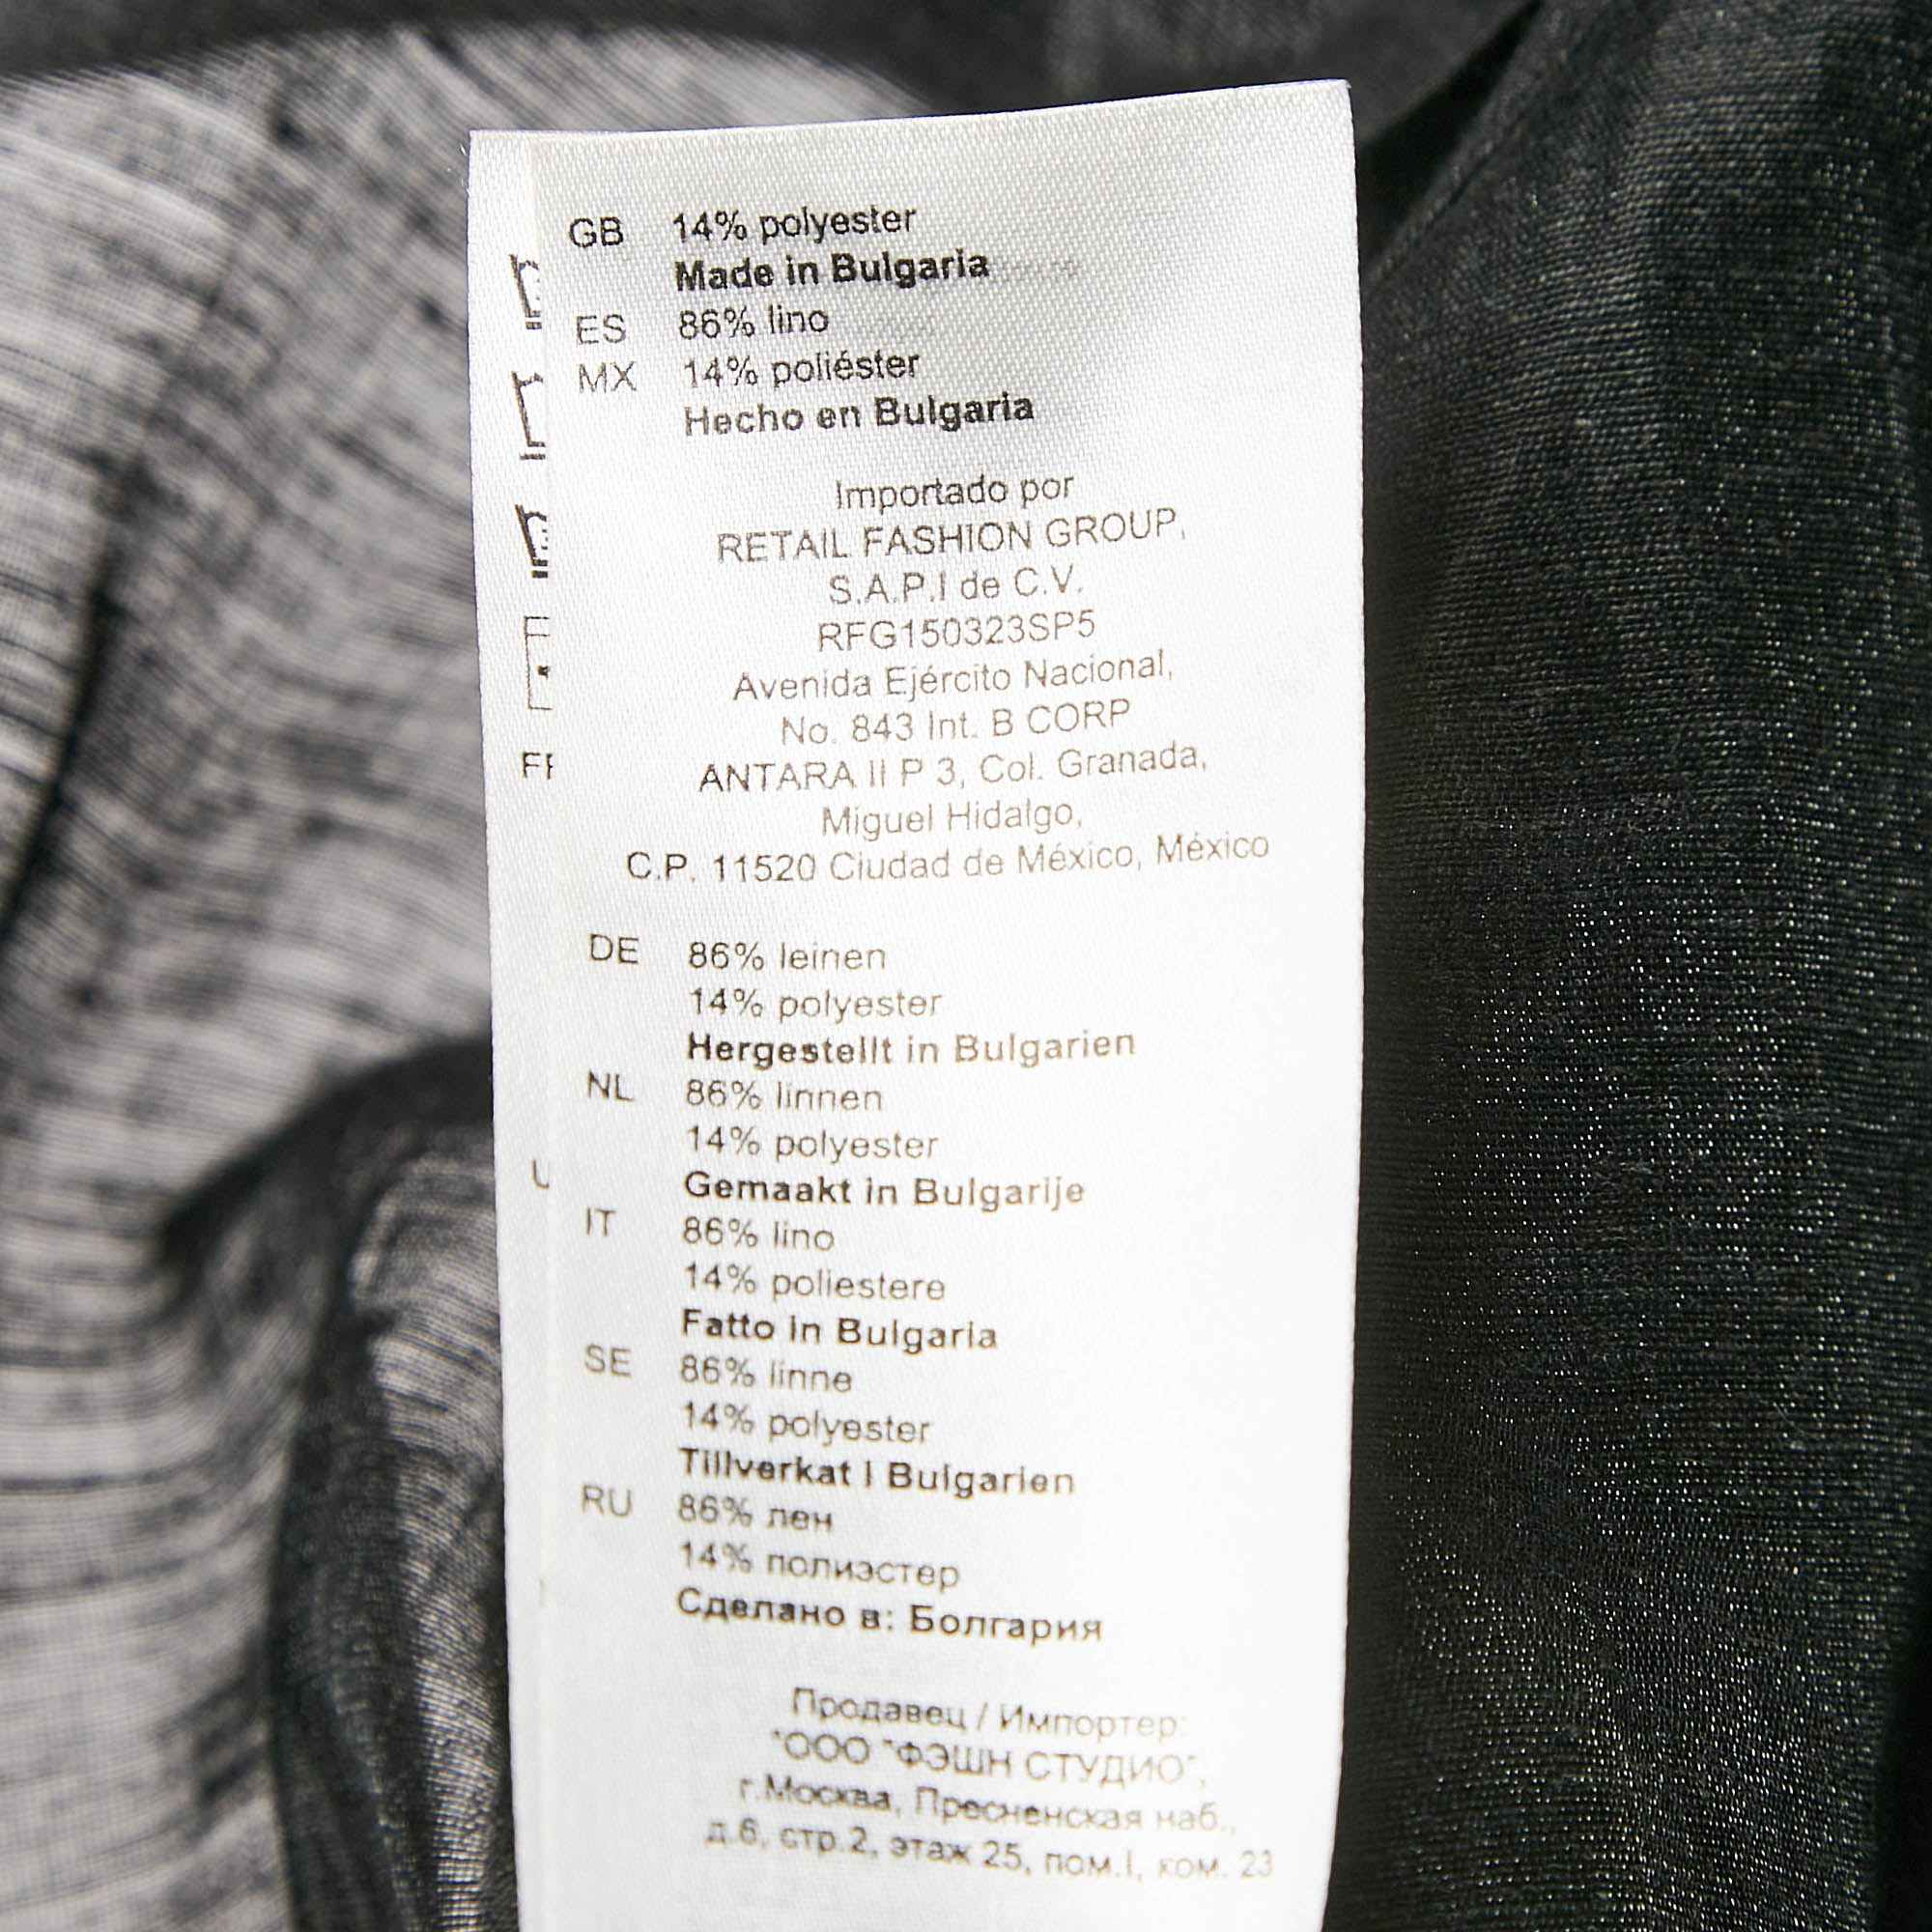 GB 14% polyester
Made in Bulgaria
ES 86% lino
MX 14% poliéster
Hecho en Bulgaria
Importado por
RETAIL FASHION GROUP,
S.A.P.I de C.V.
RFG150323SP5
Avenida Ejército Nacional,
No. 843 Int. B CORP
ANTARA II P 3, Col. Granada,
Miguel Hidalgo,
C.P. 11520 Ciudad de México, México
DE 86% leinen
14% polyester
Hergestellt in Bulgarien
NL 86% linnen
14% polyester
Gemaakt in Bulgarije
IT 86% lino
14% poliestere
Fatto in Bulgaria
SE 86% linne
14% polyester
Tillverkat i Bulgarien
RU 86% лен
14% полиэстер
Сделано в: Болгария
Продавец / Импортер:
"ООО "ФЭШН СТУДИО",
г.Москва, Пресненская наб.,
д.6, стр.2, этаж 25, пом.I, ком. 23